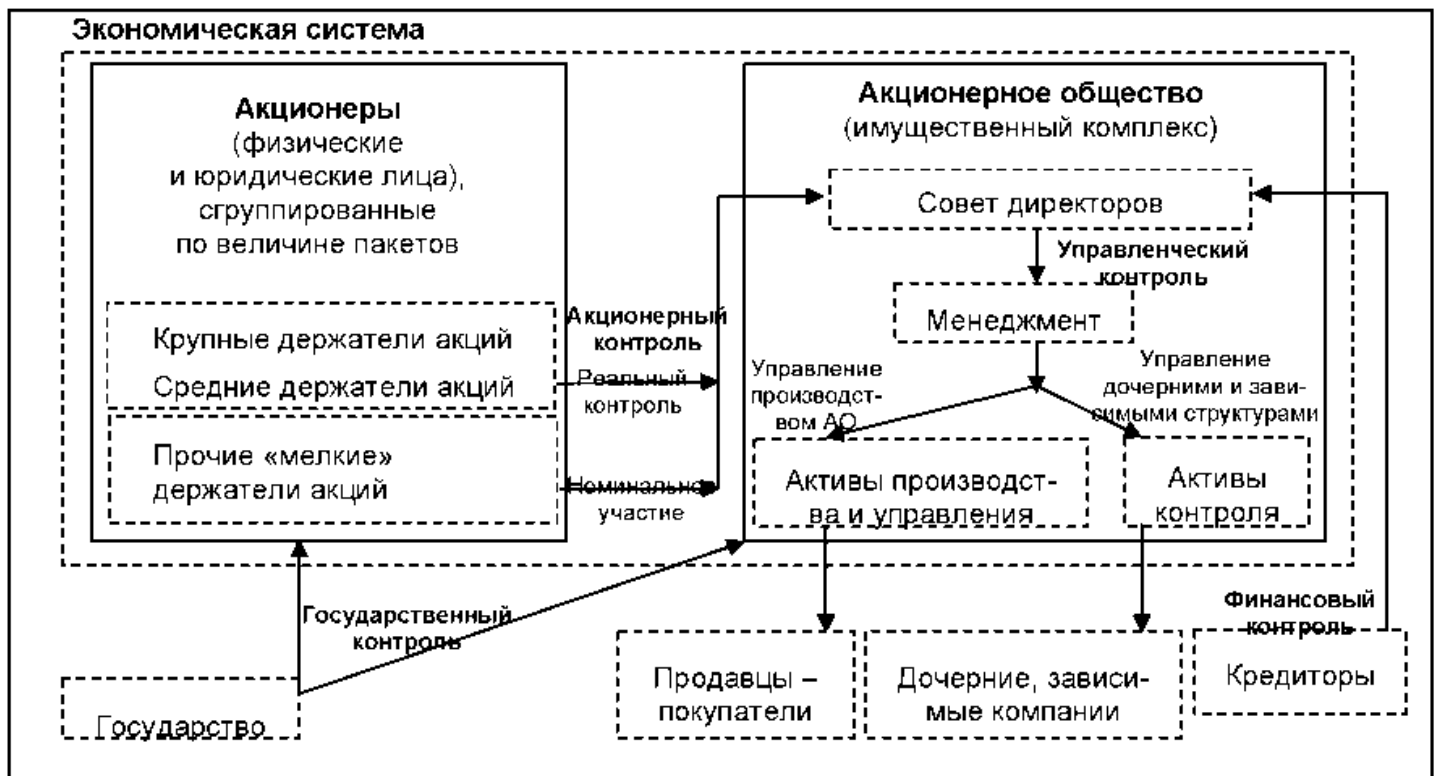 Экономическая система
Акционеры
(физические
и юридические лица),
сгруппированные
по величине пакетов
Крупные держатели акций
Средние держатели акций
Прочие «мелкие»
держатели акций
Акционерный
контроль
Реальный
контроль
Номинальное
участие
Акционерное общество
(имущественный комплекс)
Совет директоров
Управленческий
контроль
Менеджмент
Управление
производст-
вом АО
Управление
дочерними и зави-
симыми структурами
Активы производст-
ва и управления
Активы
контроля
Государственный
контроль
Государство
Продавцы –
покупатели
Дочерние, зависи-
мые компании
Финансовый
контроль
Кредиторы